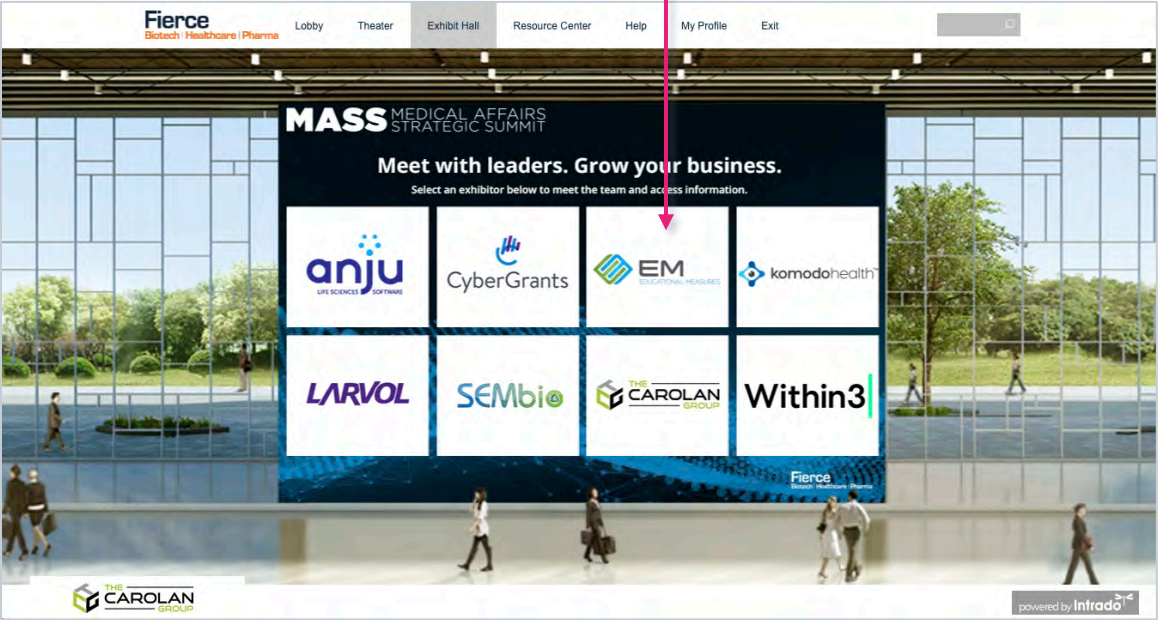 Fierce
Biotech | Healthcare | Pharma
Lobby Theater Exhibit Hall Resource Center Help My Profile Exit
MASS MEDICAL AFFAIRS
STRATEGIC SUMMIT
Meet with leaders. Grow your business.
Select an exhibitor below to meet the team and access information.
anju
LIFE SCIENCES SOFTWARE
CyberGrants
EM
EDUCATIONAL MEASURES
komodohealth
LARVOL
SEMbio
THE
CAROLAN
GROUP
Within3
Fierce
Biotech | Healthcare | Pharma
THE
CAROLAN
GROUP
powered by Intrado